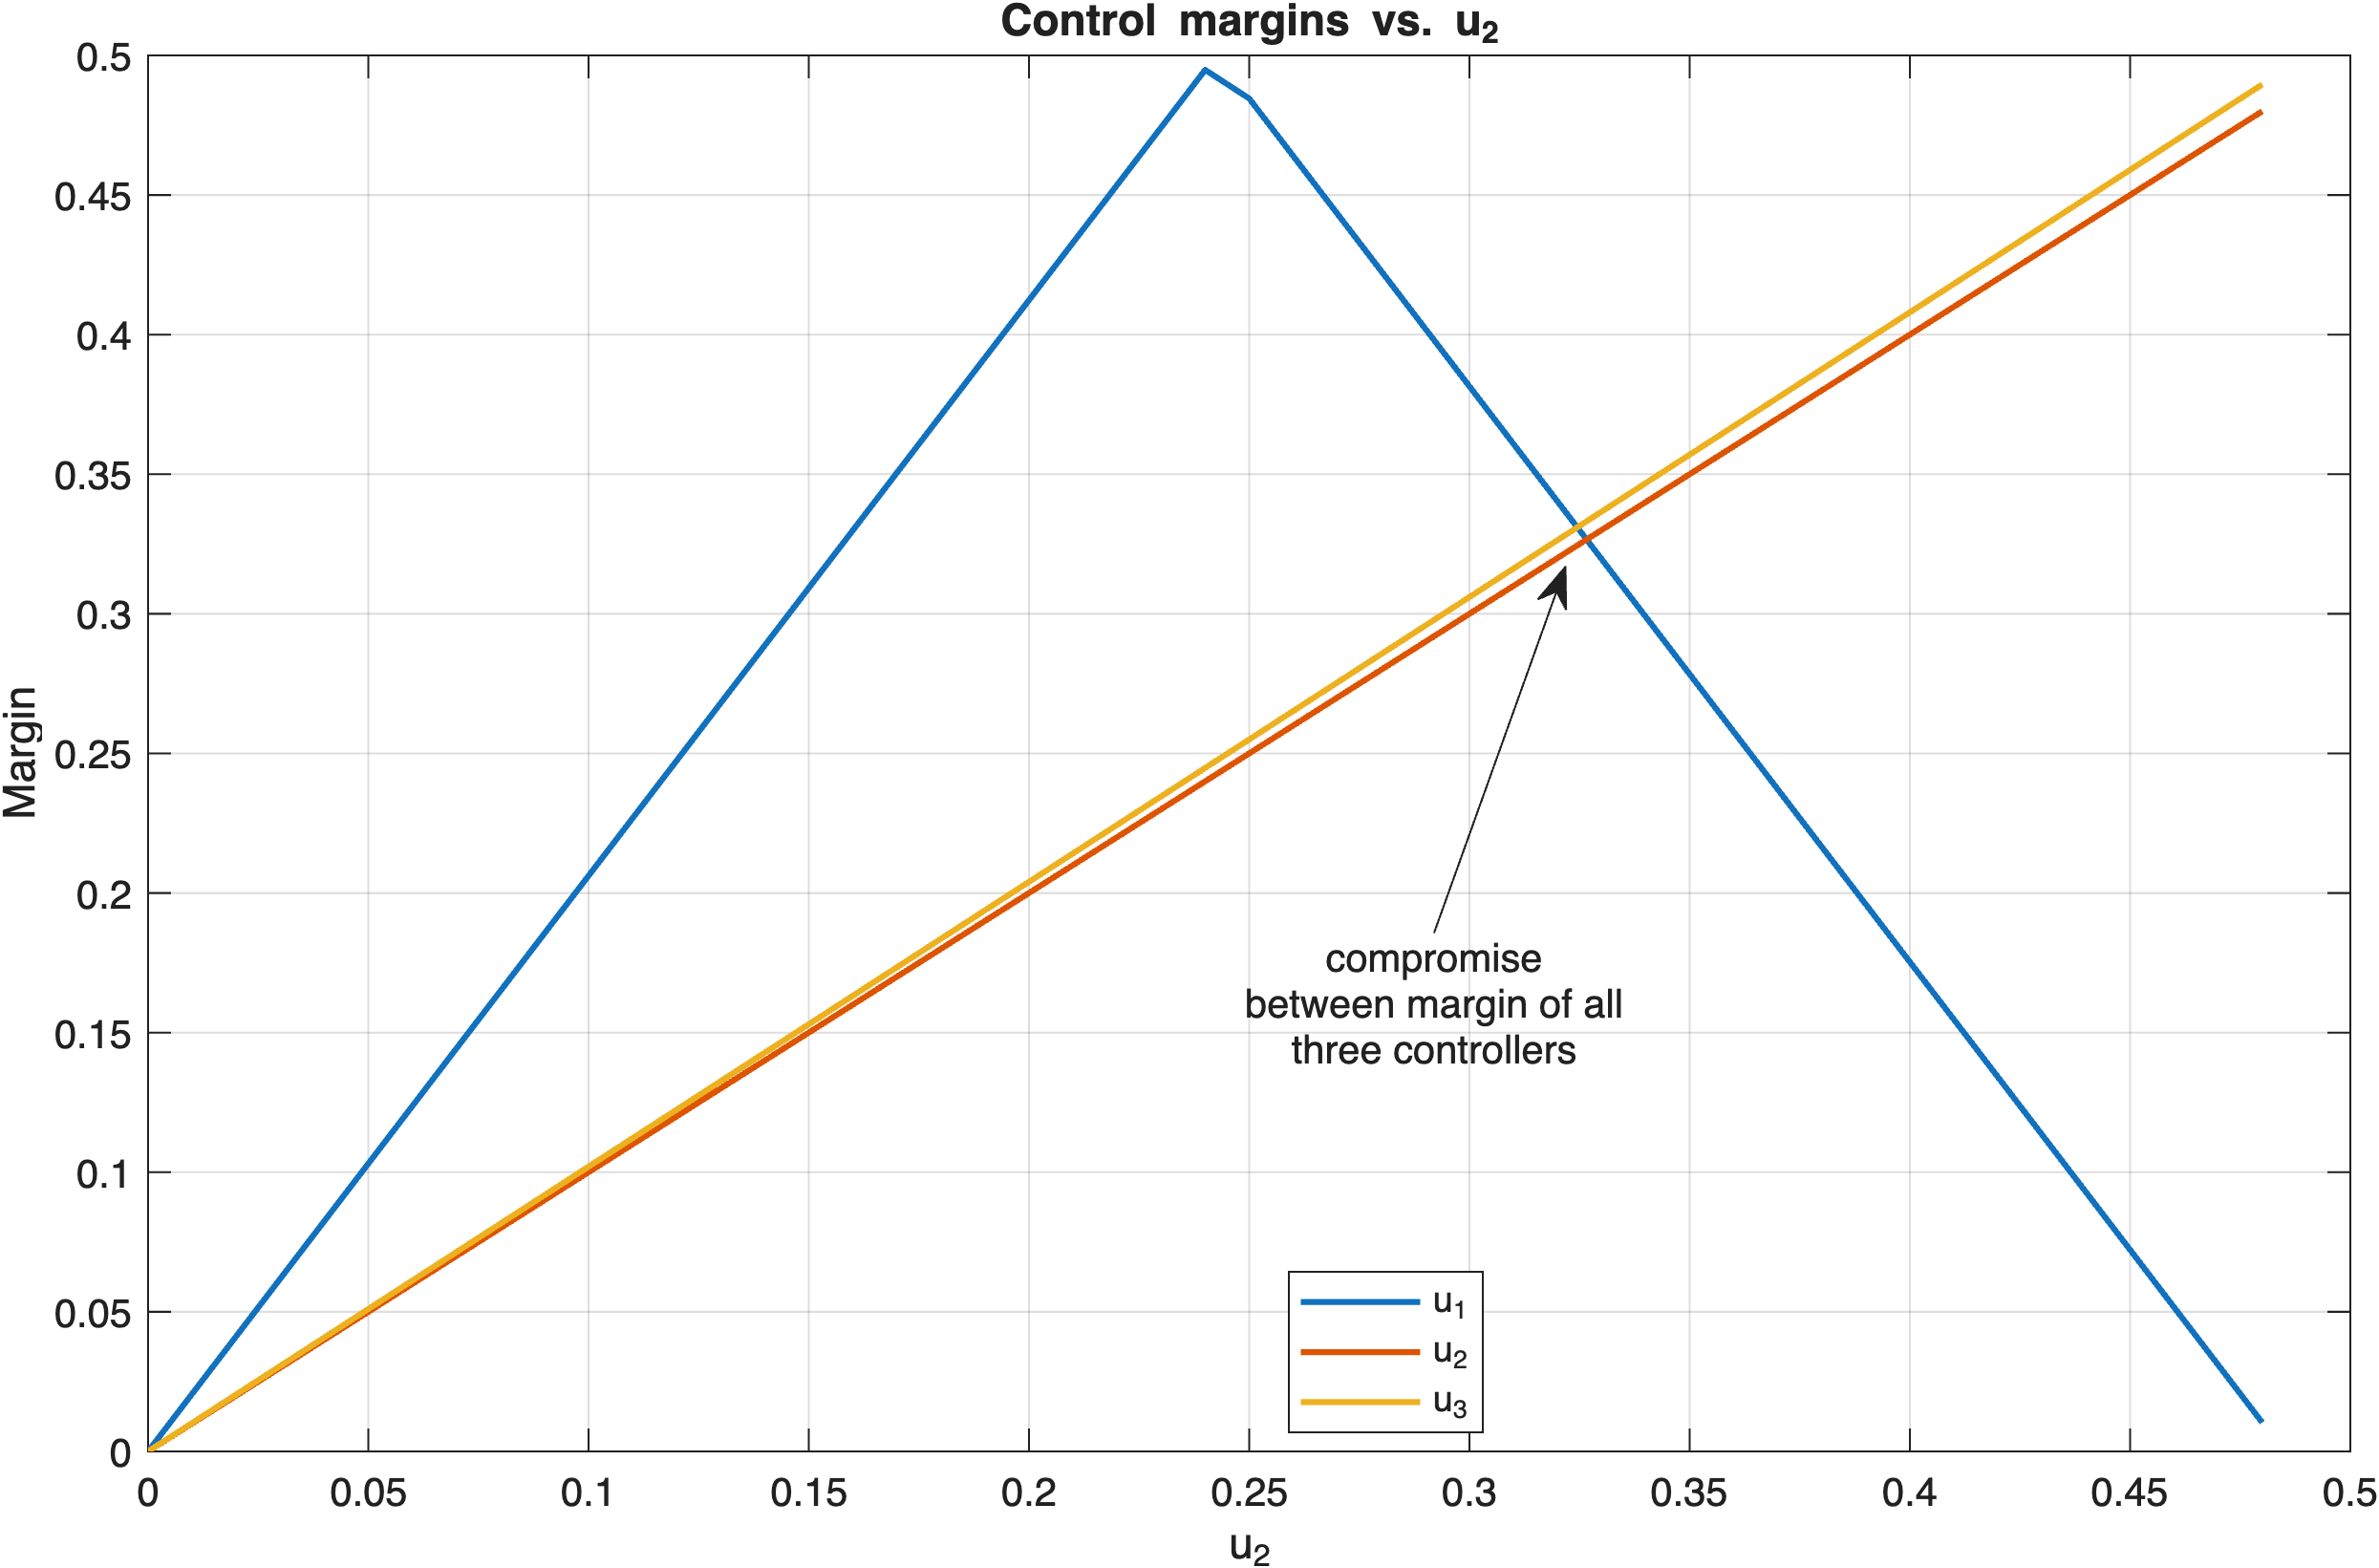 Control margins vs. u₂
0.5
0.45
0.4
0.35
0.3
0.25
0.2
0.15
0.1
0.05
0
Margin
compromise
between margin of all
three controllers
u₁
u₂
u₃
0 0.05 0.1 0.15 0.2 0.25 0.3 0.35 0.4 0.45 0.5
u₂